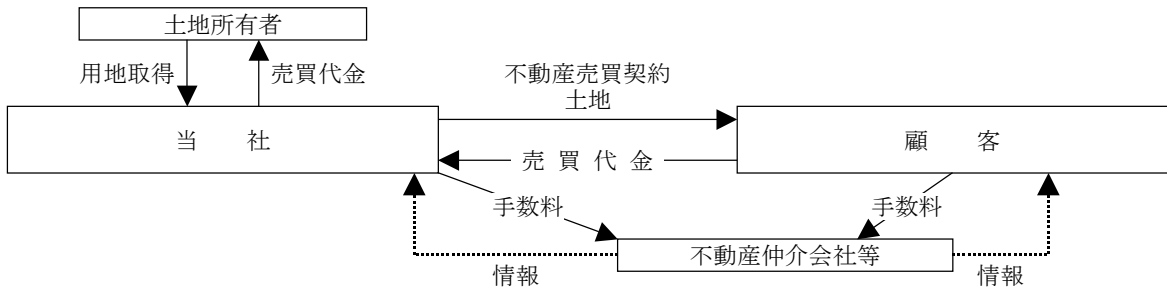 土地所有者
用地取得
売買代金
不動産売買契約
土地
当 社
顧 客
売買代金
手数料
手数料
不動産仲介会社等
情報
情報